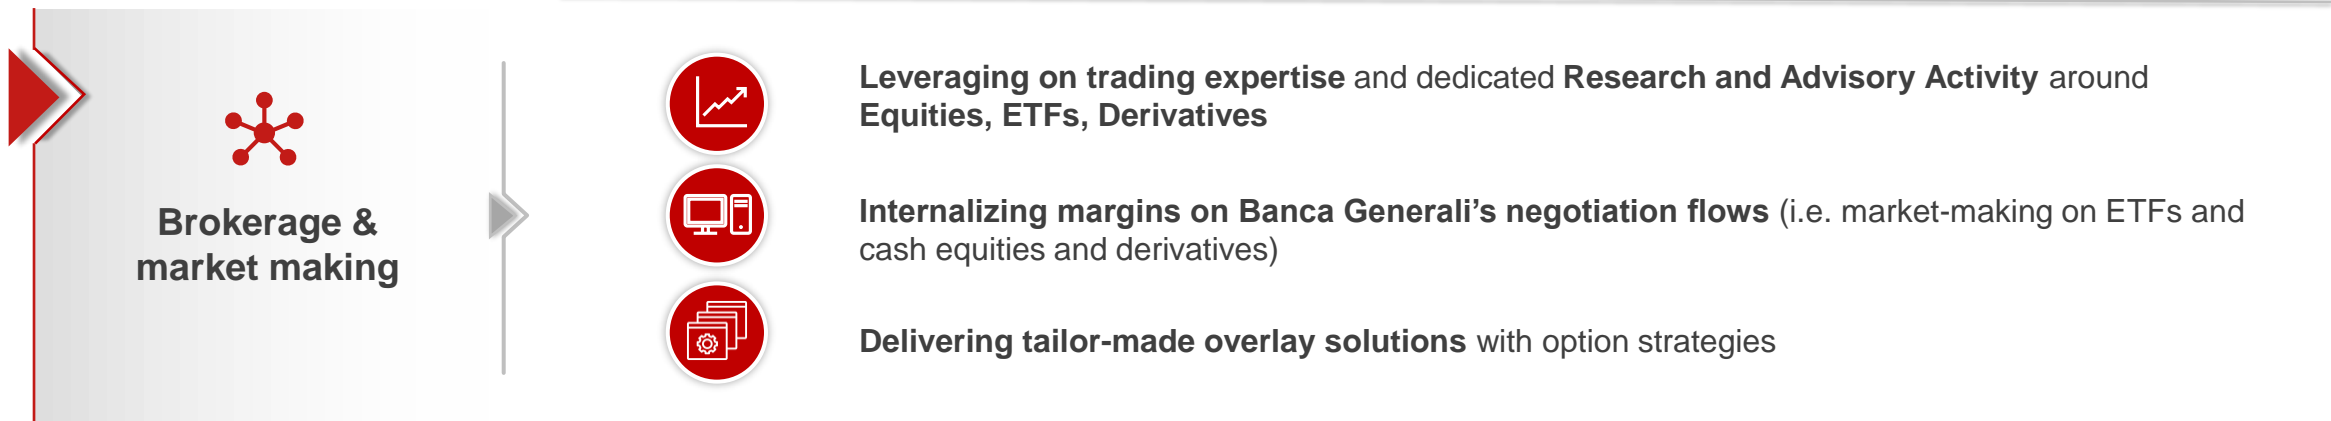 Brokerage &
market making
Leveraging on trading expertise and dedicated Research and Advisory Activity around
Equities, ETFs, Derivatives
Internalizing margins on Banca Generali’s negotiation flows (i.e. market-making on ETFs and
cash equities and derivatives)
Delivering tailor-made overlay solutions with option strategies